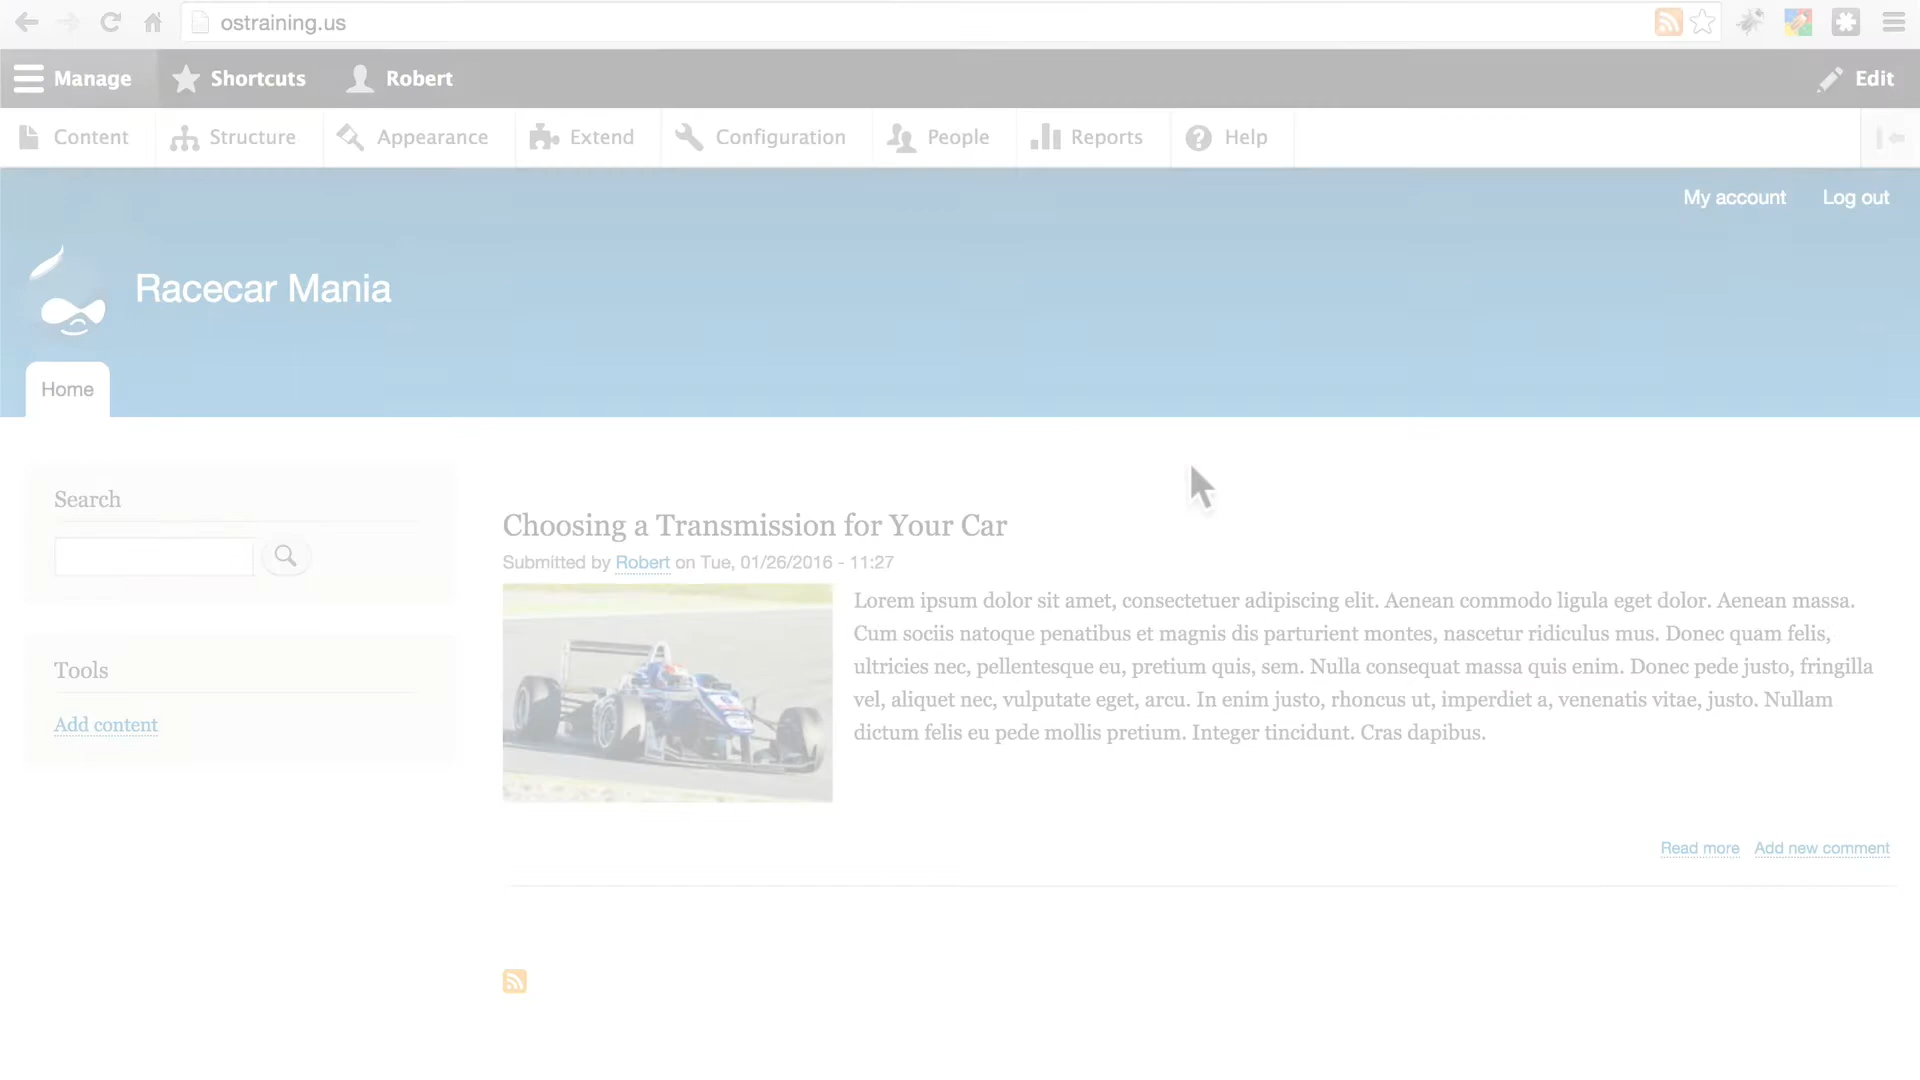 ostraining.us
Manage Shortcuts Robert Edit
Content Structure Appearance Extend Configuration People Reports Help
My account Log out
Racecar Mania
Home
Search
Choosing a Transmission for Your Car
Submitted by Robert on Tue, 01/26/2016 - 11:27
Lorem ipsum dolor sit amet, consectetuer adipiscing elit. Aenean commodo ligula eget dolor. Aenean massa.
Cum sociis natoque penatibus et magnis dis parturient montes, nascetur ridiculus mus. Donec quam felis,
ultricies nec, pellentesque eu, pretium quis, sem. Nulla consequat massa quis enim. Donec pede justo, fringilla
vel, aliquet nec, vulputate eget, arcu. In enim justo, rhoncus ut, imperdiet a, venenatis vitae, justo. Nullam
dictum felis eu pede mollis pretium. Integer tincidunt. Cras dapibus.
Tools
Add content
Read more Add new comment